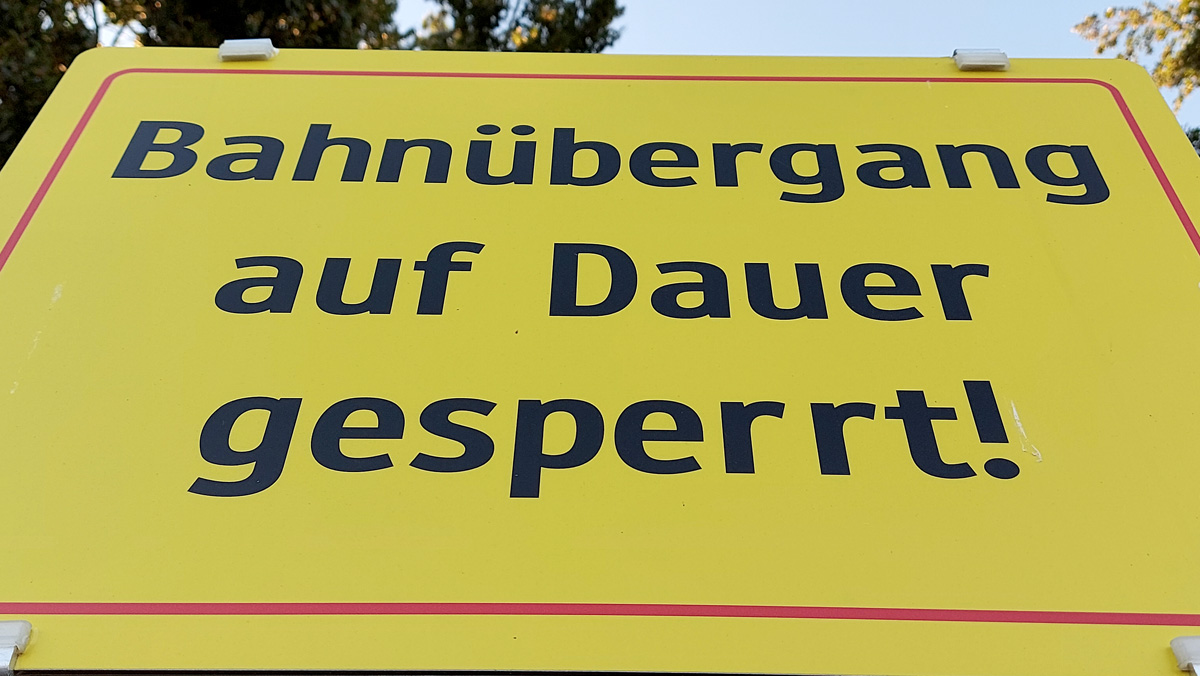 Bahnübergang
auf Dauer
gesperrt!